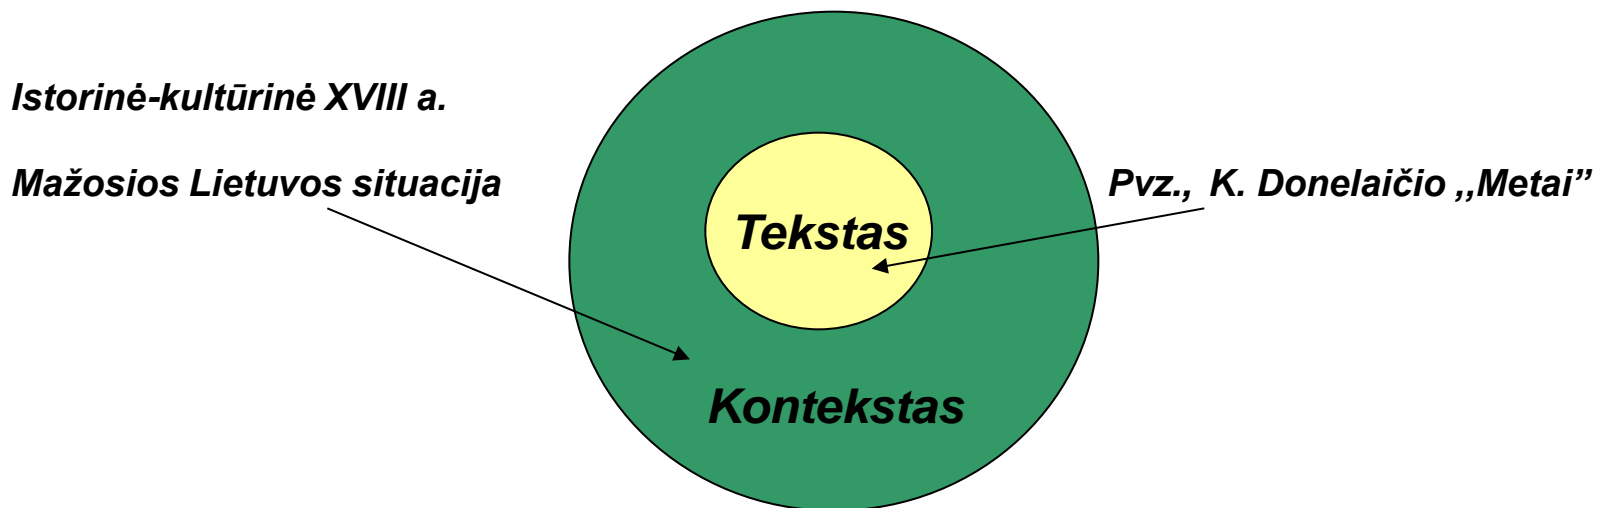 Istorinė-kultūrinė XVIII a.
Mažosios Lietuvos situacija
Pvz., K. Donelaičio ,,Metai”
Tekstas
Kontekstas